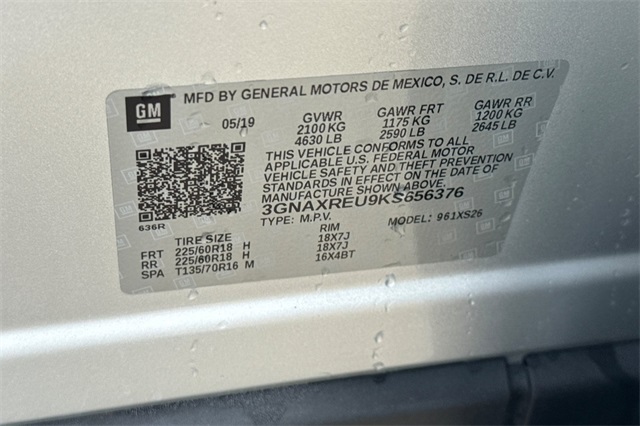 GM * MFD BY GENERAL MOTORS DE MEXICO, S. DE R.L. DE C.V.
05/19 GVWR GAWR FRT GAWR RR
2100 KG 1175 KG 1200 KG
4630 LB 2590 LB 2645 LB
THIS VEHICLE CONFORMS TO ALL
APPLICABLE U.S. FEDERAL MOTOR
VEHICLE SAFETY AND THEFT PREVENTION
STANDARDS IN EFFECT ON THE DATE OF
MANUFACTURE SHOWN ABOVE.
3GNAXREU9KS656376
636R TYPE: M.P.V. MODEL: 961XS26
TIRE SIZE RIM
FRT 225/60R18 H 18X7J
RR 225/60R18 H 18X7J
SPA T135/70R16 M 16X4BT